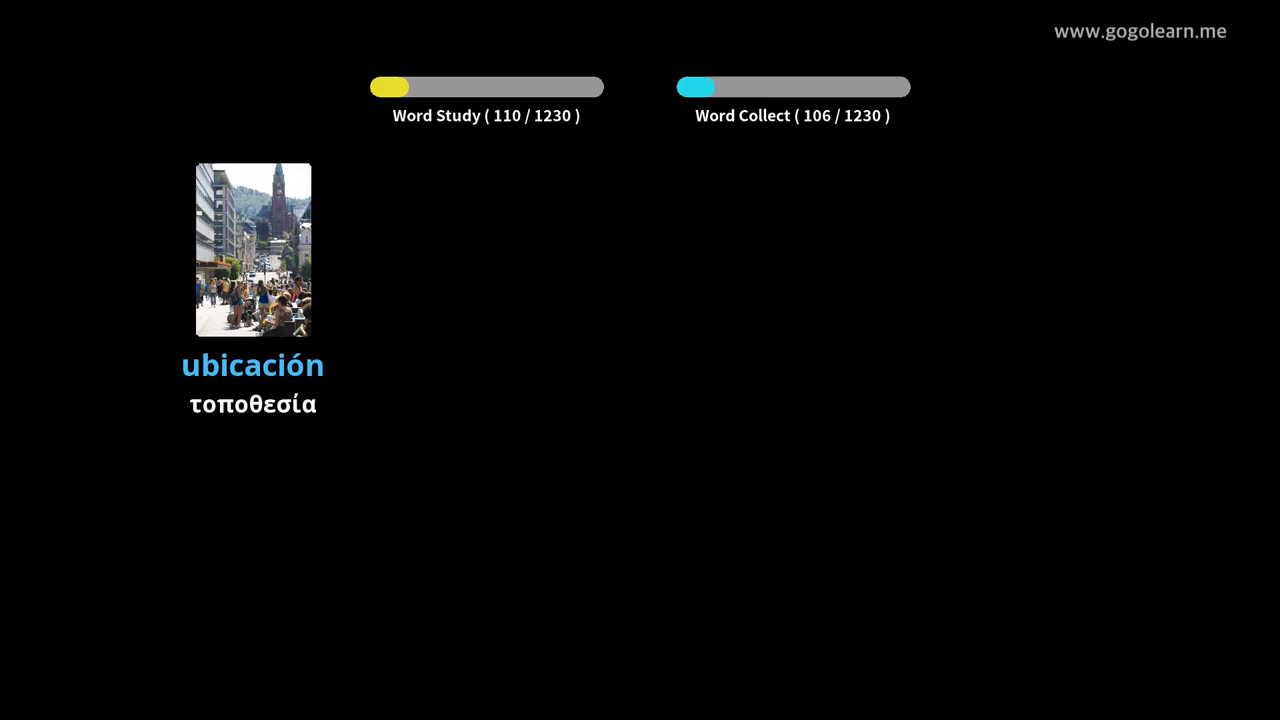 www.gogolearn.me
Word Study ( 110 / 1230 )
Word Collect ( 106 / 1230 )
ubicación
τοποθεσία